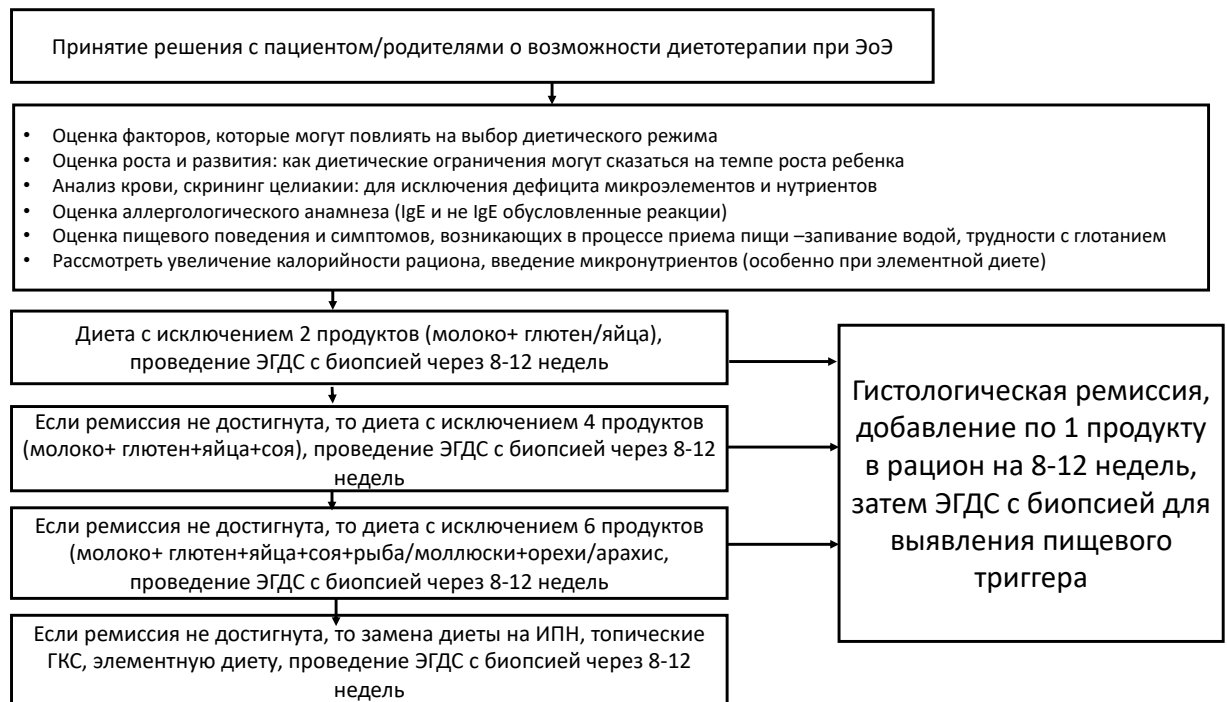 Принятие решения с пациентом/родителями о возможности диетотерапии при ЭоЭ
• Оценка факторов, которые могут повлиять на выбор диетического режима
• Оценка роста и развития: как диетические ограничения могут сказаться на темпе роста ребенка
• Анализ крови, скрининг целиакии: для исключения дефицита микроэлементов и нутриентов
• Оценка аллергологического анамнеза (IgE и не IgE обусловленные реакции)
• Оценка пищевого поведения и симптомов, возникающих в процессе приема пищи –запивание водой, трудности с глотанием
• Рассмотреть увеличение калорийности рациона, введение микронутриентов (особенно при элементной диете)
Диета с исключением 2 продуктов (молоко+ глютен/яйца),
проведение ЭГДС с биопсией через 8-12 недель
Если ремиссия не достигнута, то диета с исключением 4 продуктов
(молоко+ глютен+яйца+соя), проведение ЭГДС с биопсией через 8-12
недель
Если ремиссия не достигнута, то диета с исключением 6 продуктов
(молоко+ глютен+яйца+соя+рыба/моллюски+орехи/арахис,
проведение ЭГДС с биопсией через 8-12 недель
Если ремиссия не достигнута, то замена диеты на ИПН, топические
ГКС, элементную диету, проведение ЭГДС с биопсией через 8-12
недель
Гистологическая ремиссия,
добавление по 1 продукту
в рацион на 8-12 недель,
затем ЭГДС с биопсией для
выявления пищевого
триггера